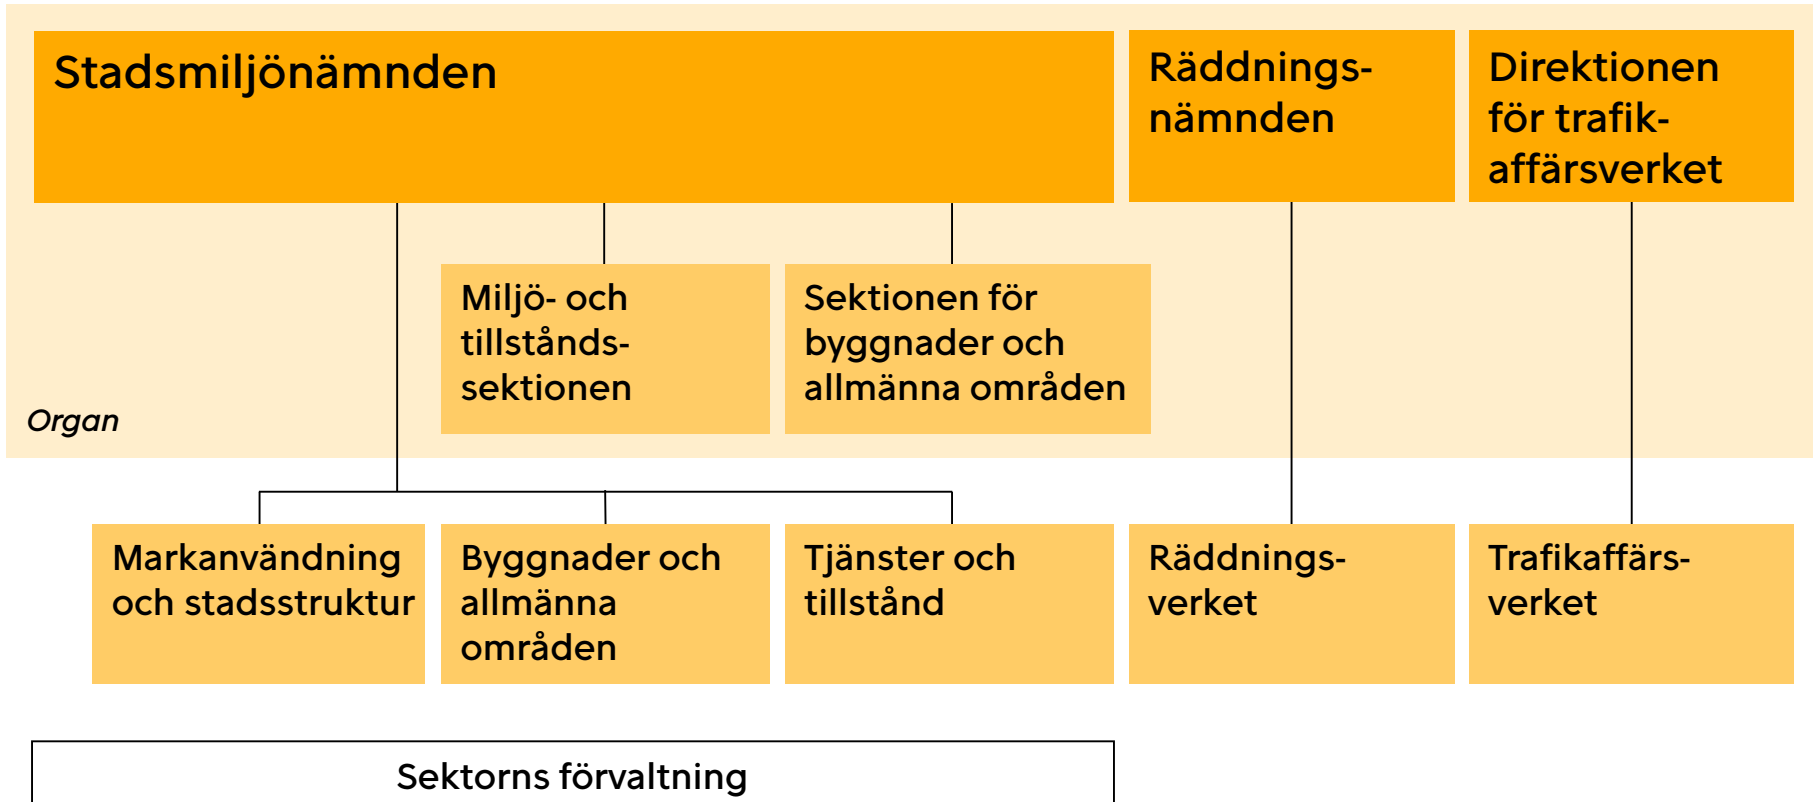 Stadsmiljönämnden
Räddnings-
nämnden
Direktionen
för trafik-
affärsverket
Miljö- och
tillstånds-
sektionen
Sektionen för
byggnader och
allmänna områden
Organ
Markanvändning
och stadsstruktur
Byggnader och
allmänna
områden
Tjänster och
tillstånd
Räddnings-
verket
Trafikaffärs-
verket
Sektorns förvaltning